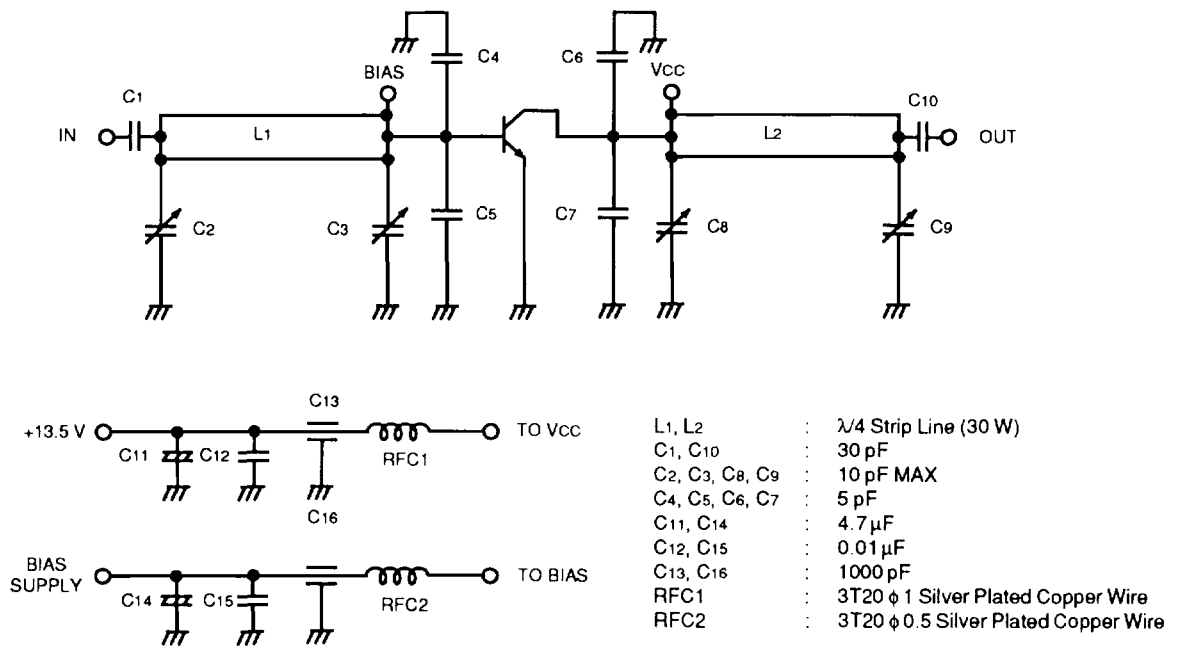 C4
C6
BIAS
VCC
C1
C10
IN
L1
L2
OUT
C2
C3
C5
C7
C8
C9
C13
+13.5 V
TO VCC
C11
C12
RFC1
C16
BIAS
SUPPLY
TO BIAS
C14
C15
RFC2
L1, L2 : λ/4 Strip Line (30 W)
C1, C10 : 30 pF
C2, C3, C8, C9 : 10 pF MAX
C4, C5, C6, C7 : 5 pF
C11, C14 : 4.7 µF
C12, C15 : 0.01 µF
C13, C16 : 1000 pF
RFC1 : 3T20 φ 1 Silver Plated Copper Wire
RFC2 : 3T20 φ 0.5 Silver Plated Copper Wire